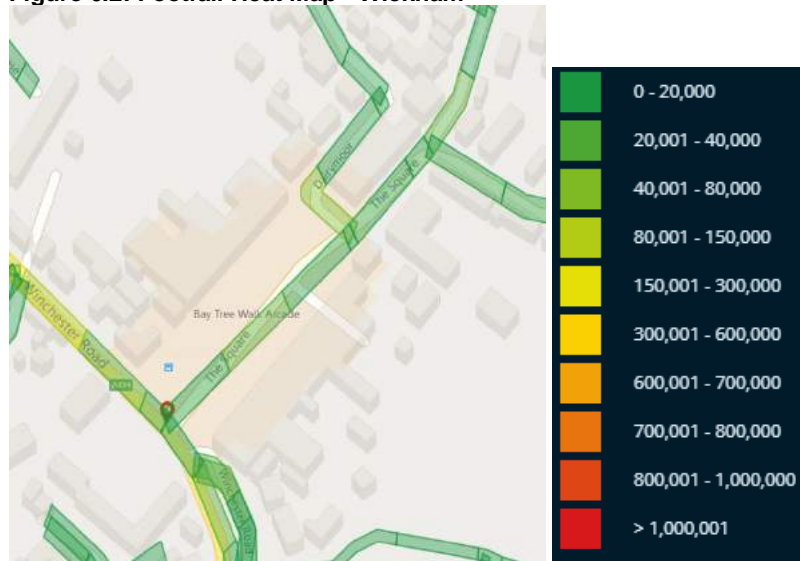 Dairymoor
The Square
Winchester Road
Bay Tree Walk Arcade
The Square
A334
0 - 20,000
20,001 - 40,000
40,001 - 80,000
80,001 - 150,000
150,001 - 300,000
300,001 - 600,000
600,001 - 700,000
700,001 - 800,000
800,001 - 1,000,000
> 1,000,001